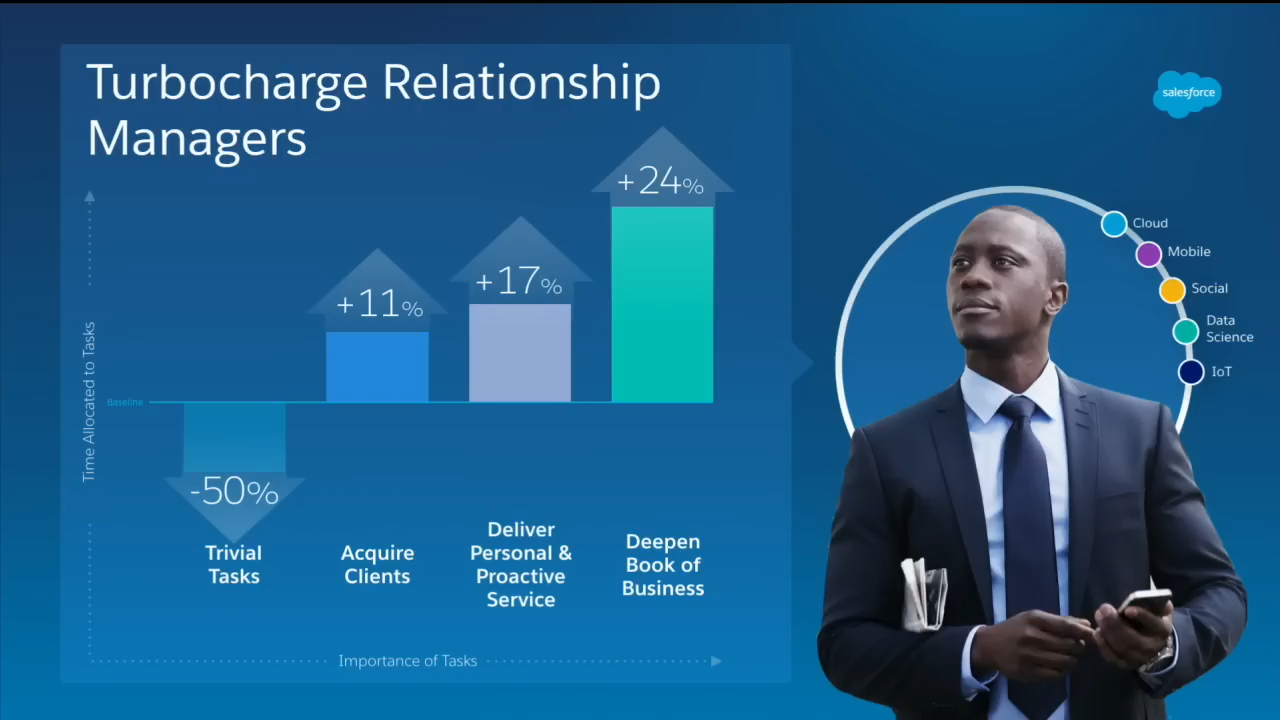 Turbocharge Relationship
Managers
salesforce
+24%
+17%
+11%
-50%
Baseline
Time Allocated to Tasks
Trivial
Tasks
Acquire
Clients
Deliver
Personal &
Proactive
Service
Deepen
Book of
Business
Importance of Tasks
Cloud
Mobile
Social
Data
Science
IoT